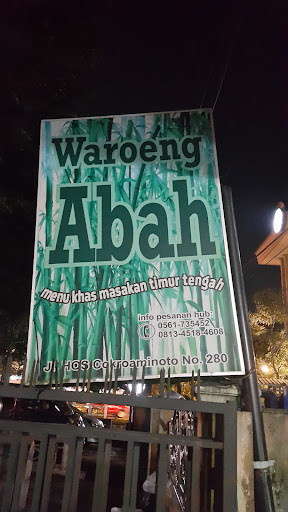 Waroeng
Abah
menu khas masakan timur tengah
info pesanan hub:
0561-735452
0813-4518-4608
Jl. HOS Cokroaminoto No. 280